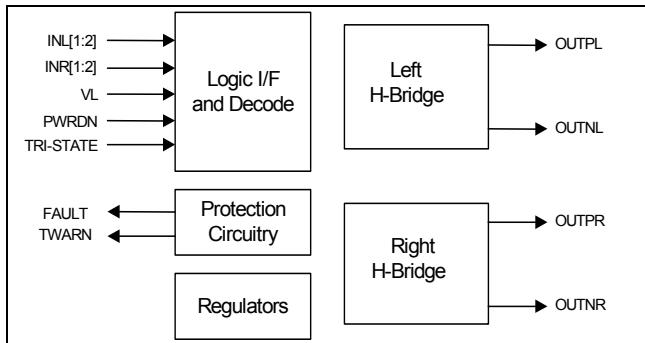 INL[1:2]
INR[1:2]
VL
PWRDN
TRI-STATE
Logic I/F
and Decode
Left
H-Bridge
OUTPL
OUTNL
FAULT
TWARN
Protection
Circuitry
Regulators
Right
H-Bridge
OUTPR
OUTNR